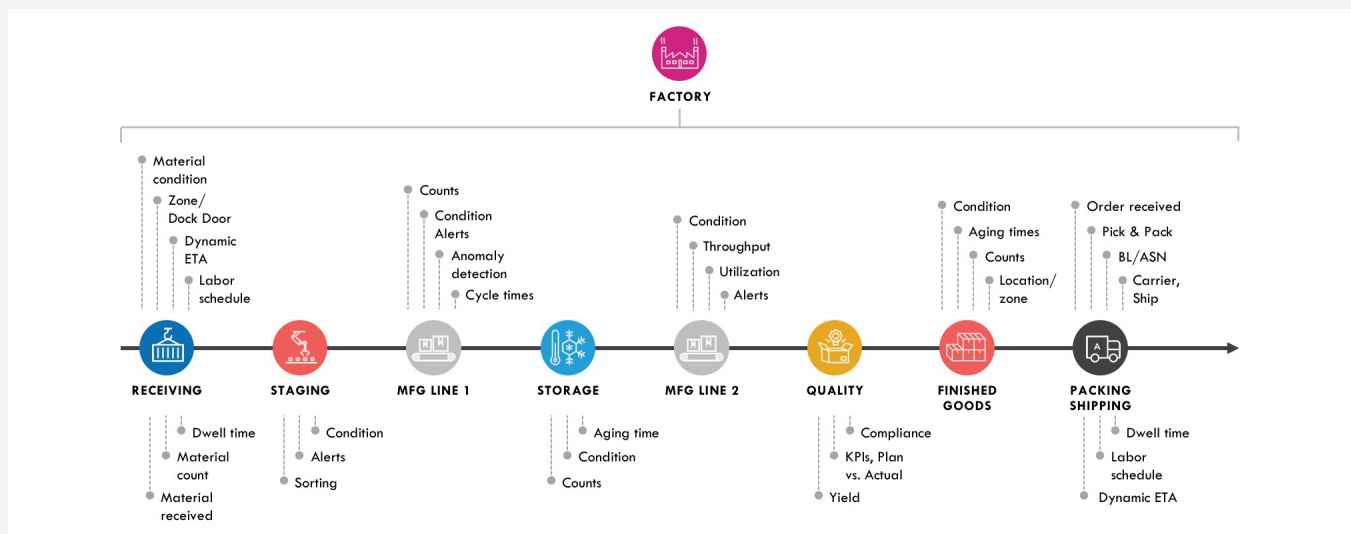 FACTORY
Material
condition
Zone/
Dock Door
Dynamic
ETA
Labor
schedule
Counts
Condition
Alerts
Anomaly
detection
Cycle times
Condition
Throughput
Utilization
Alerts
Condition
Aging times
Counts
Location/
zone
Order received
Pick & Pack
BL/ASN
Carrier,
Ship
A
RECEIVING
STAGING
MFG LINE 1
STORAGE
MFG LINE 2
QUALITY
FINISHED
GOODS
PACKING
SHIPPING
Dwell time
Material
count
Material
received
Condition
Alerts
Sorting
Aging time
Condition
Counts
Compliance
KPIs, Plan
vs. Actual
Yield
Dwell time
Labor
schedule
Dynamic ETA